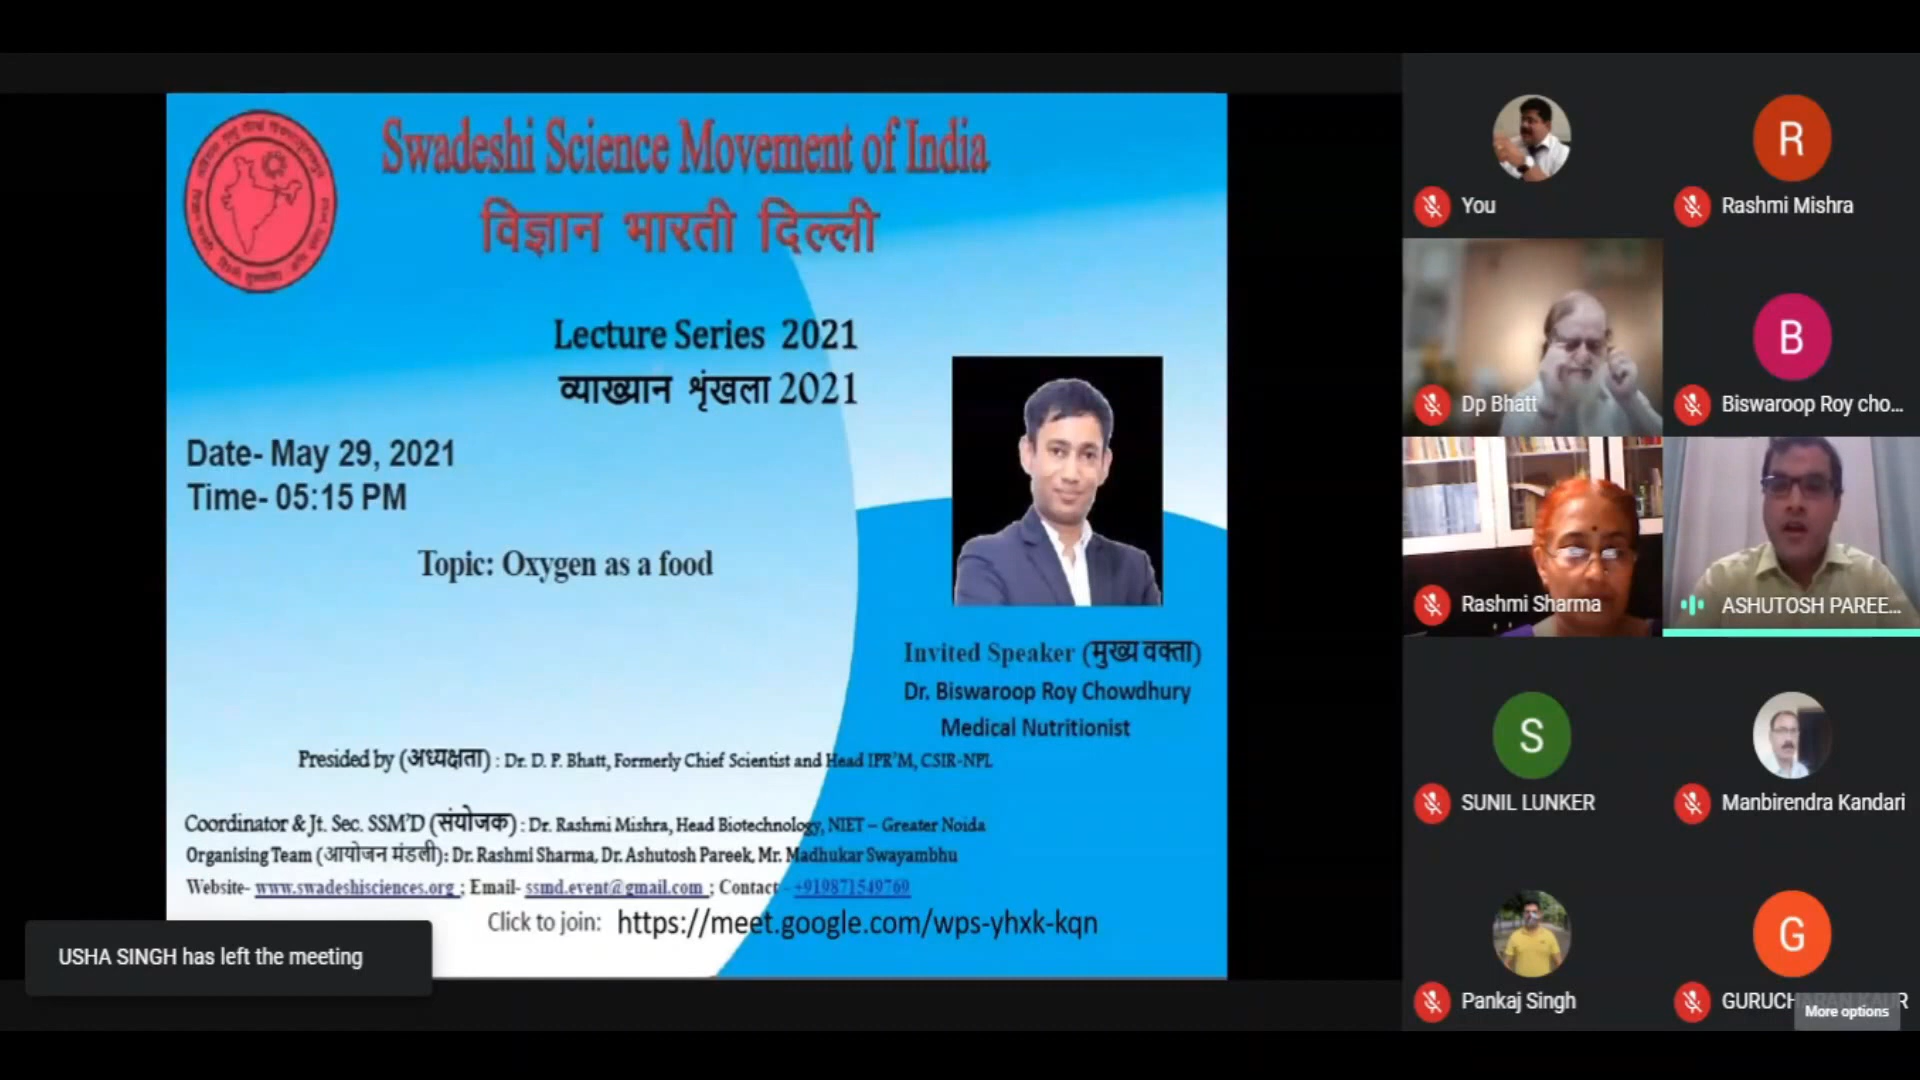 Swadeshi Science Movement of India
विज्ञान भारती दिल्ली
Lecture Series 2021
व्याख्यान शृंखला 2021
Date- May 29, 2021
Time- 05:15 PM
Topic: Oxygen as a food
Invited Speaker (मुख्य वक्ता)
Dr. Biswaroop Roy Chowdhury
Medical Nutritionist
Presided by (अध्यक्षता) : Dr. D. P. Bhatt, Formerly Chief Scientist and Head IPR'M, CSIR-NPL
Coordinator & Jt. Sec. SSM'D (संयोजक) : Dr. Rashmi Mishra, Head Biotechnology, NIET – Greater Noida
Organising Team (आयोजन मंडली): Dr. Rashmi Sharma, Dr. Ashutosh Pareek, Mr. Madhukar Swayambhu
Website- www.swadeshisciences.org ; Email- ssmd.event@gmail.com ; Contact - +919871549769
Click to join: https://meet.google.com/wps-yhxk-kqn
USHA SINGH has left the meeting
You
R
Rashmi Mishra
Dp Bhatt
B
Biswaroop Roy cho...
Rashmi Sharma
ASHUTOSH PAREE...
S
SUNIL LUNKER
Manbirendra Kandari
Pankaj Singh
G
GURUCHARAN KAUR
More options